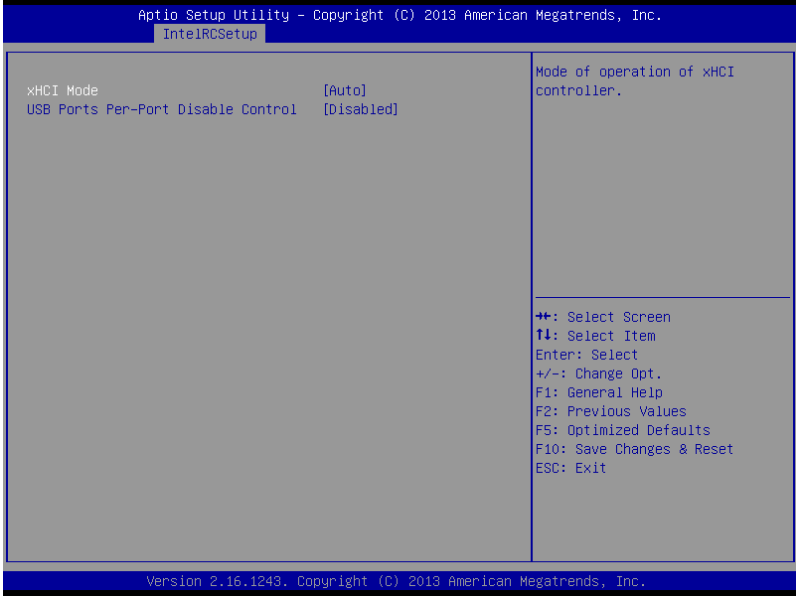 Aptio Setup Utility – Copyright (C) 2013 American Megatrends, Inc.
IntelRCSetup
xHCI Mode [Auto]
USB Ports Per-Port Disable Control [Disabled]
Mode of operation of xHCI
controller.
→←: Select Screen
↑↓: Select Item
Enter: Select
+/-: Change Opt.
F1: General Help
F2: Previous Values
F5: Optimized Defaults
F10: Save Changes & Reset
ESC: Exit
Version 2.16.1243. Copyright (C) 2013 American Megatrends, Inc.